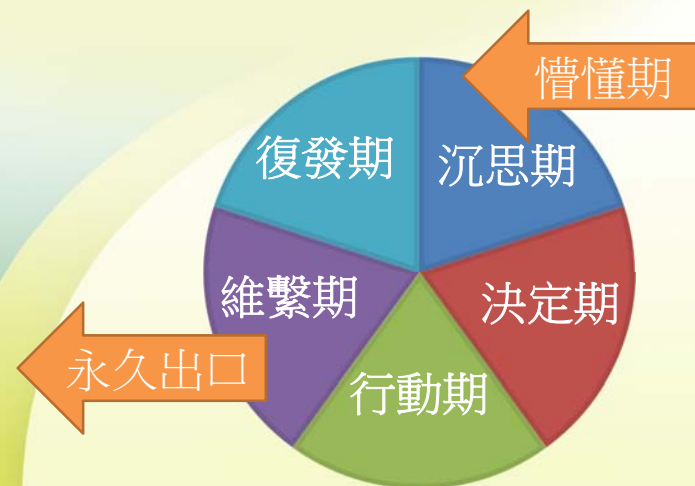 懵懂期
沉思期
決定期
行動期
維繫期
復發期
永久出口